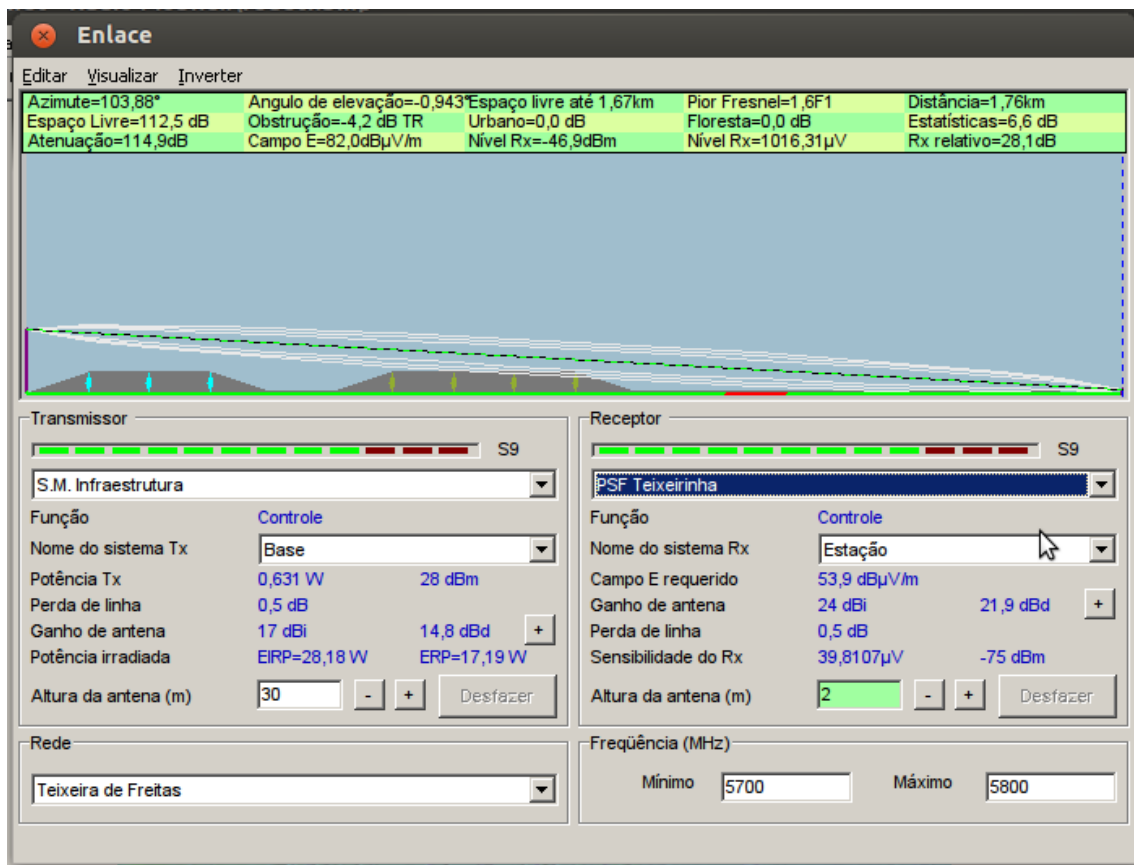 Enlace
Editar Visualizar Inverter
Azimute=103,88° Angulo de elevação=-0,943° Espaço livre até 1,67km Pior Fresnel=1,6F1 Distância=1,76km
Espaço Livre=112,5 dB Obstrução=-4,2 dB TR Urbano=0,0 dB Floresta=0,0 dB Estatísticas=6,6 dB
Atenuação=114,9dB Campo E=82,0dBµV/m Nível Rx=-46,9dBm Nível Rx=1016,31µV Rx relativo=28,1dB
Transmissor
S9
S.M. Infraestrutura
Função Controle
Nome do sistema Tx Base
Potência Tx 0,631 W 28 dBm
Perda de linha 0,5 dB
Ganho de antena 17 dBi 14,8 dBd +
Potência irradiada EIRP=28,18 W ERP=17,19 W
Altura da antena (m) 30 - + Desfazer
Receptor
S9
PSF Teixeirinha
Função Controle
Nome do sistema Rx Estação
Campo E requerido 53,9 dBµV/m
Ganho de antena 24 dBi 21,9 dBd +
Perda de linha 0,5 dB
Sensibilidade do Rx 39,8107µV -75 dBm
Altura da antena (m) 2 - + Desfazer
Rede
Teixeira de Freitas
Freqüência (MHz)
Mínimo 5700 Máximo 5800